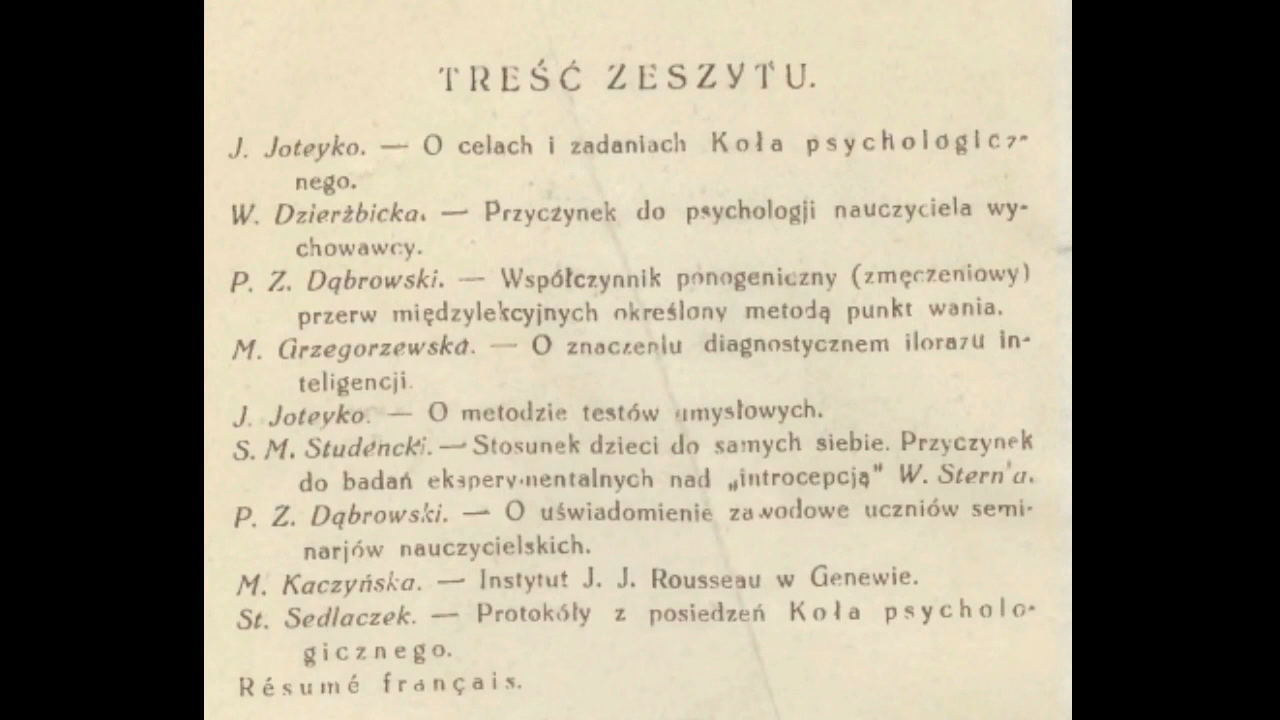 TREŚĆ ZESZYTU.
J. Joteyko. — O celach i zadaniach Koła psychologicz-
nego.
W. Dzierżbicka. — Przyczynek do psychologji nauczyciela wy-
chowawcy.
P. Z. Dąbrowski. — Współczynnik ponogeniczny (zmęczeniowy)
przerw międzylekcyjnych określony metodą punkt wania.
M. Grzegorzewska. — O znaczeniu diagnostycznem ilorazu in-
teligencji.
J. Joteyko. — O metodzie testów umysłowych.
S. M. Studencki. — Stosunek dzieci do samych siebie. Przyczynek
do badań eksperymentalnych nad „introcepcją" W. Stern'a.
P. Z. Dąbrowski. — O uświadomienie zawodowe uczniów semi-
narjów nauczycielskich.
M. Kaczyńska. — Instytut J. J. Rousseau w Genewie.
St. Sedlaczek. — Protokóły z posiedzeń Koła psycholo-
gicznego.
Résumé français.